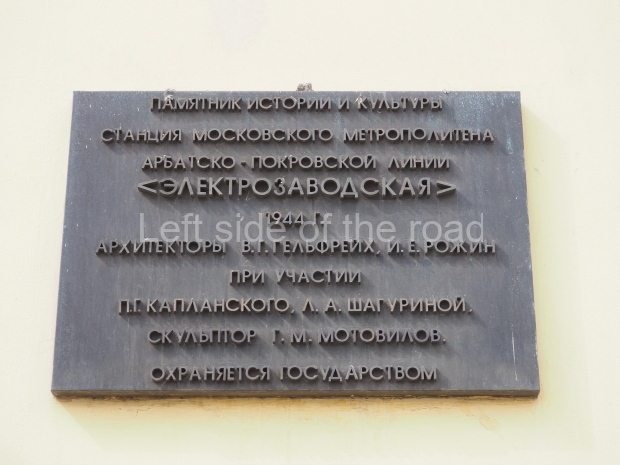 ПАМЯТНИК ИСТОРИИ И КУЛЬТУРЫ
СТАНЦИЯ МОСКОВСКОГО МЕТРОПОЛИТЕНА
АРБАТСКО - ПОКРОВСКОЙ ЛИНИИ
<ЭЛЕКТРОЗАВОДСКАЯ>
1944 Г.
Left side of the road
АРХИТЕКТОРЫ В.Г. ГЕЛЬФРЕЙХ, И. Е. РОЖИН
ПРИ УЧАСТИИ
П.Г. КАПЛАНСКОГО, Л. А. ШАГУРИНОЙ.
СКУЛЬПТОР Г. М. МОТОВИЛОВ.
ОХРАНЯЕТСЯ ГОСУДАРСТВОМ